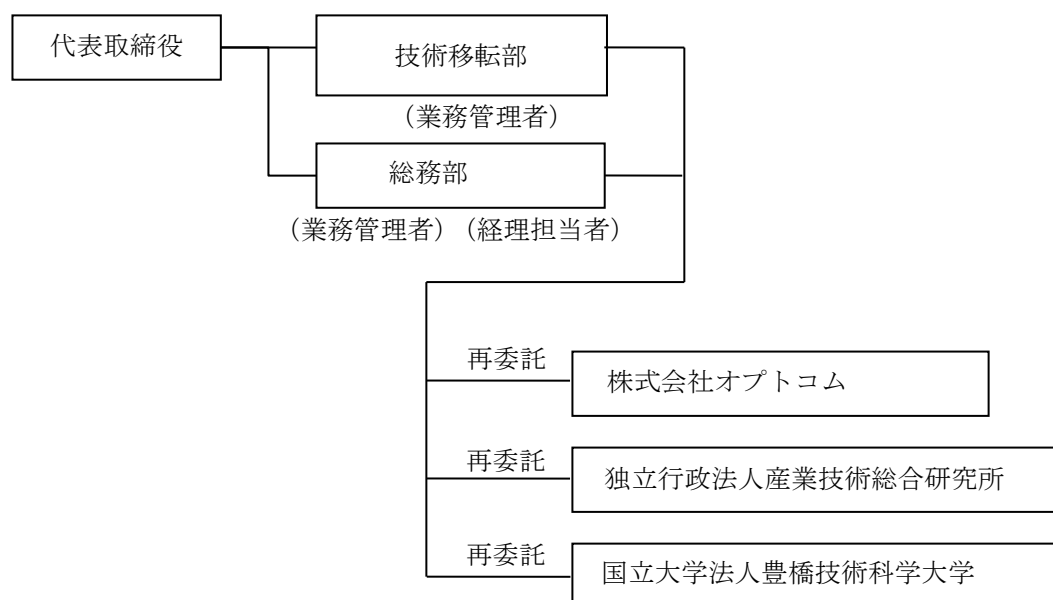 代表取締役
技術移転部
（業務管理者）
総務部
（業務管理者）（経理担当者）
再委託
株式会社オプトコム
再委託
独立行政法人産業技術総合研究所
再委託
国立大学法人豊橋技術科学大学